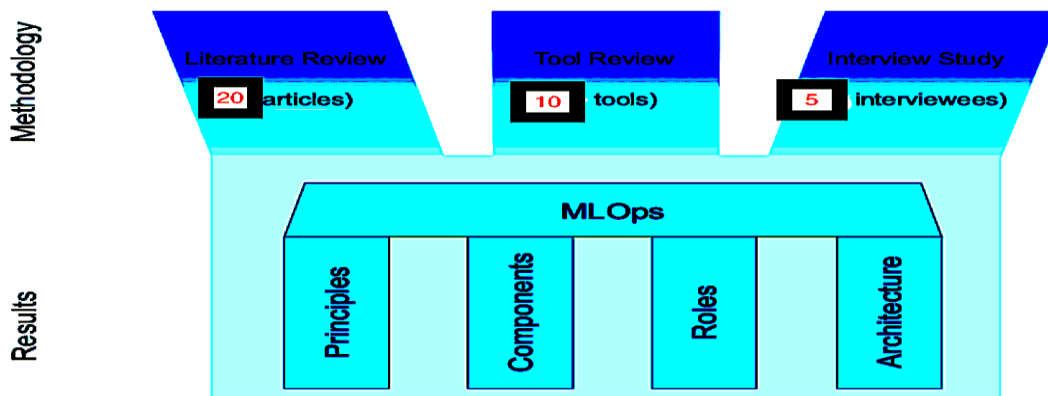 Methodology
Literature Review
20 articles)
Tool Review
10 tools)
Interview Study
5 interviewees)
Results
MLOps
Principles
Components
Roles
Architecture